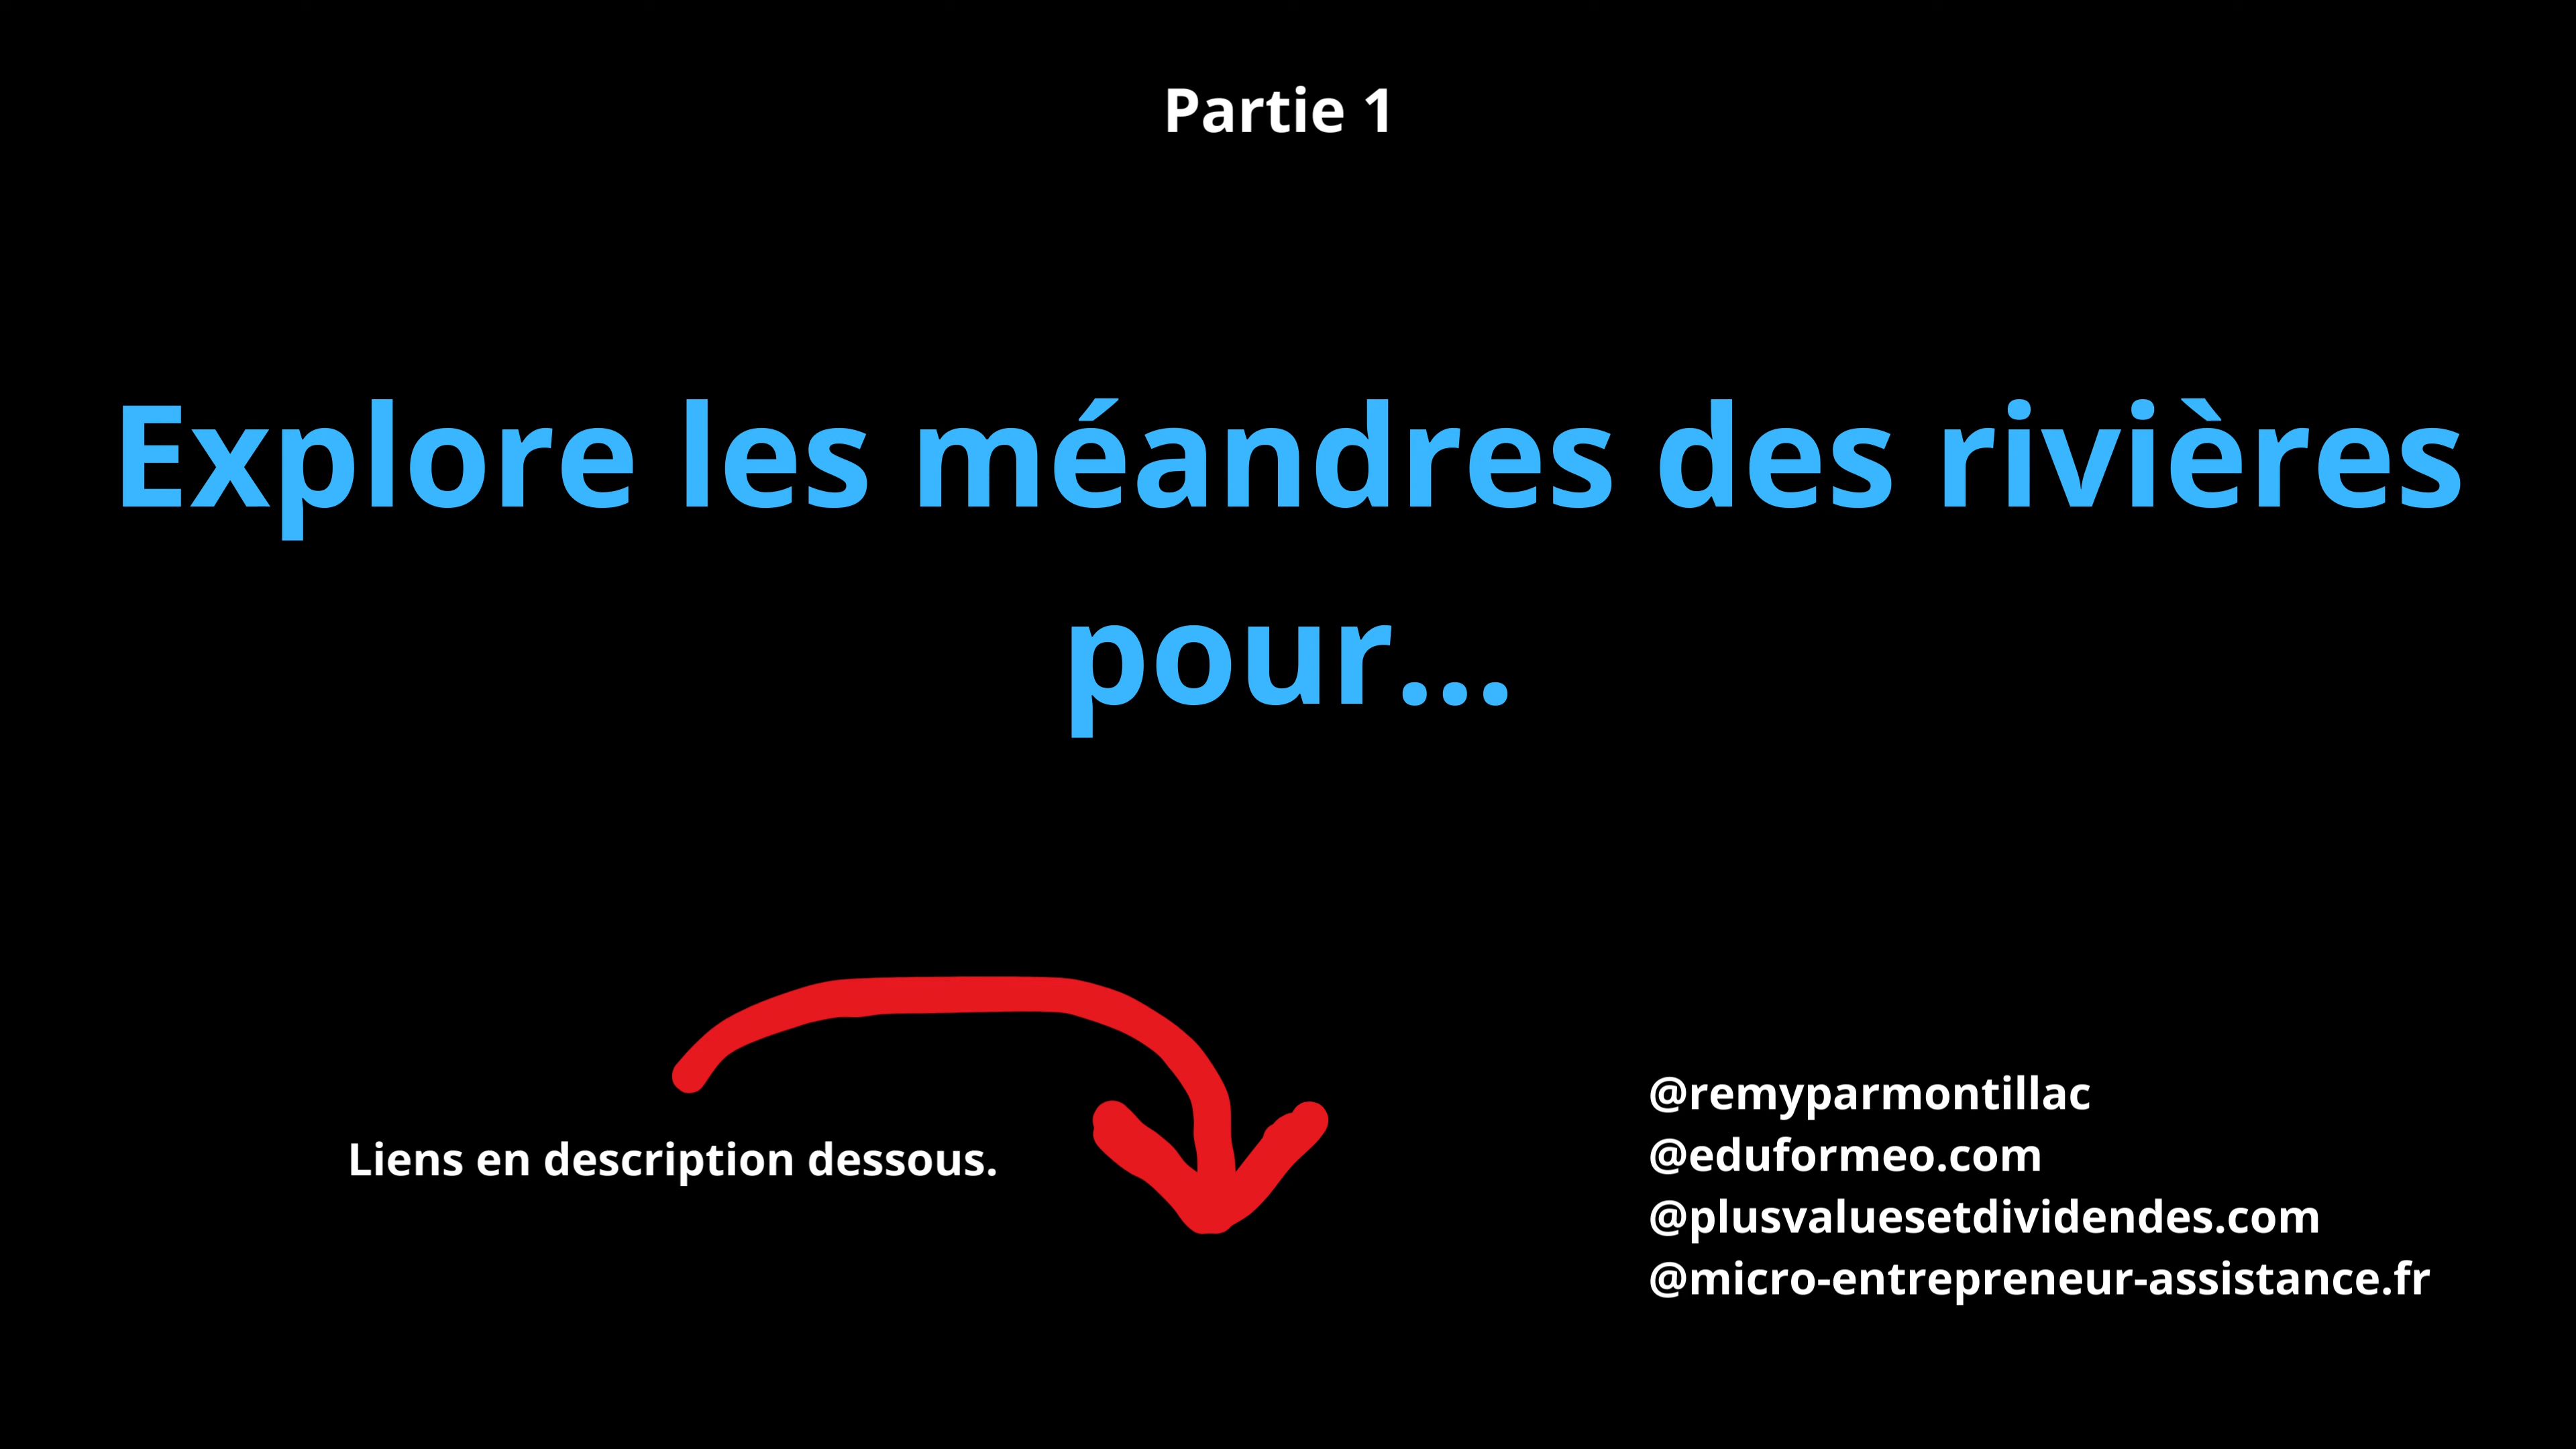 Partie 1
Explore les méandres des rivières
pour...
Liens en description dessous.
@remyparmontillac
@eduformeo.com
@plusvaluesetdividendes.com
@micro-entrepreneur-assistance.fr